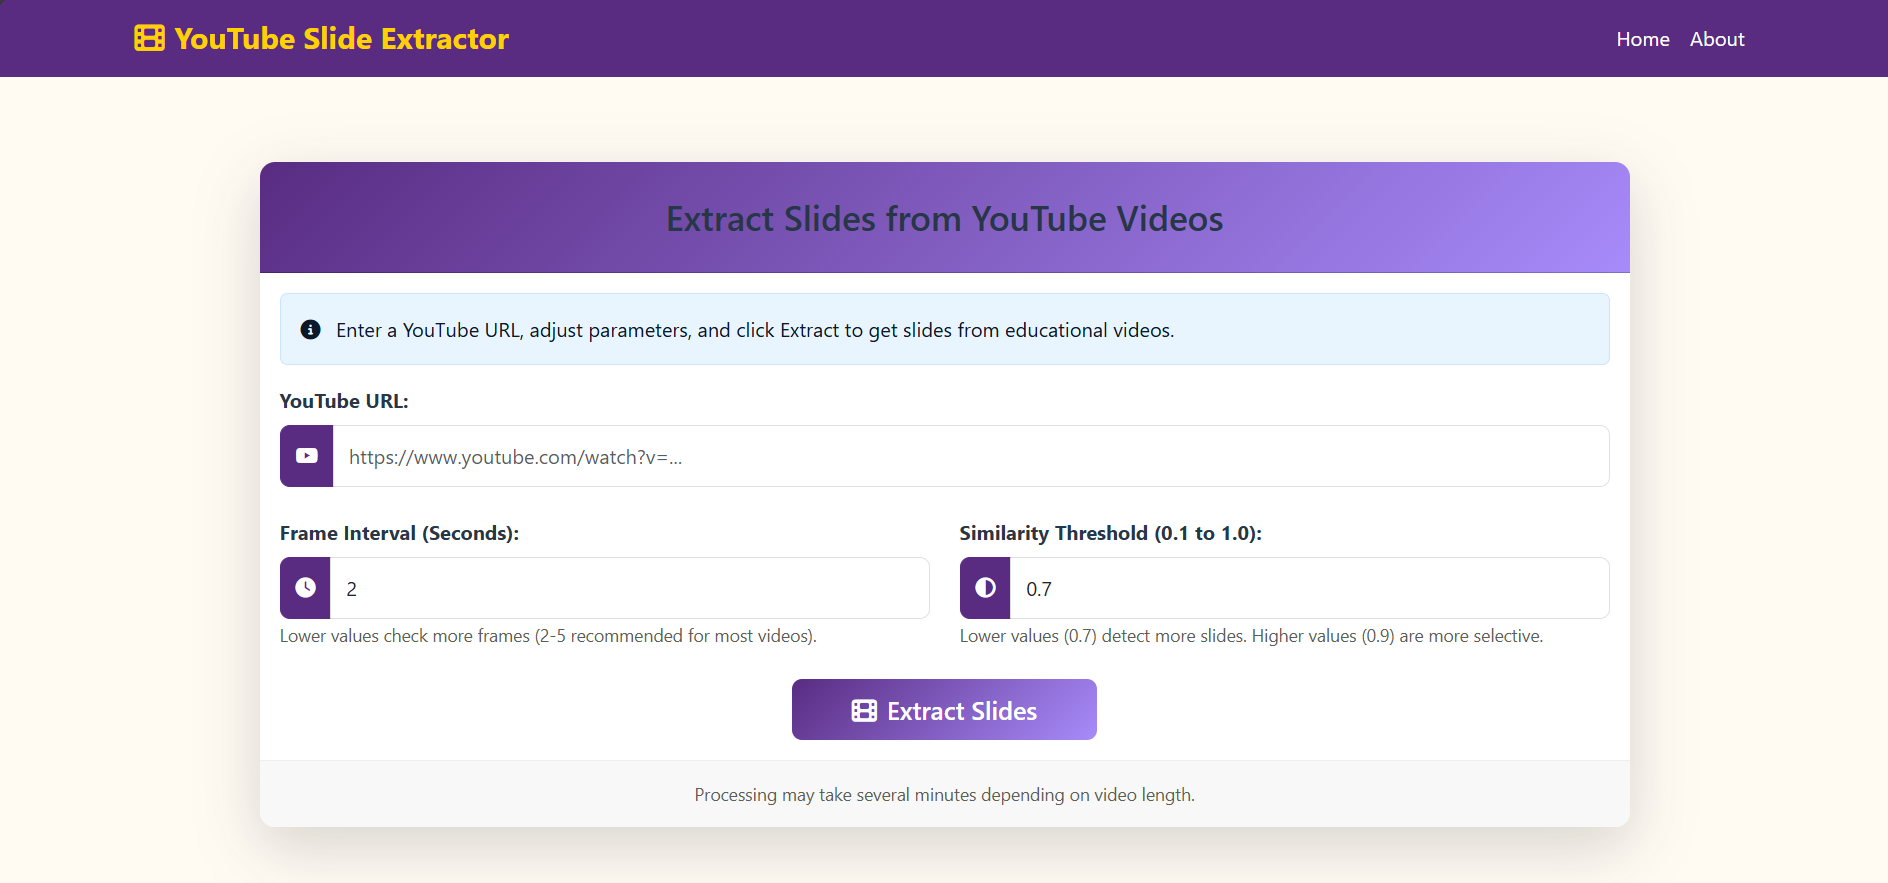 YouTube Slide Extractor
Home
About
Extract Slides from YouTube Videos
Enter a YouTube URL, adjust parameters, and click Extract to get slides from educational videos.
YouTube URL:
https://www.youtube.com/watch?v=...
Frame Interval (Seconds):
2
Lower values check more frames (2-5 recommended for most videos).
Similarity Threshold (0.1 to 1.0):
0.7
Lower values (0.7) detect more slides. Higher values (0.9) are more selective.
Extract Slides
Processing may take several minutes depending on video length.